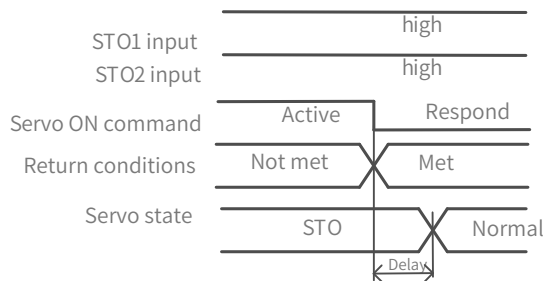 high
STO1 input
high
STO2 input
Active
Respond
Servo ON command
Return conditions
Not met
Met
Servo state
STO
Normal
Delay